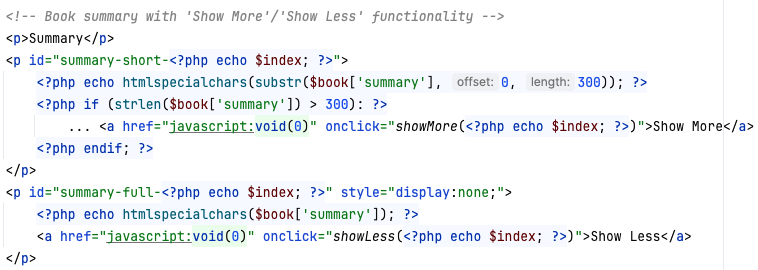 <!-- Book summary with 'Show More'/'Show Less' functionality -->
<p>Summary</p>
<p id="summary-short-<?php echo $index; ?>">
    <?php echo htmlspecialchars(substr($book['summary'], offset: 0, length: 300)); ?>
    <?php if (strlen($book['summary']) > 300): ?>
        ... <a href="javascript:void(0)" onclick="showMore(<?php echo $index; ?>)">Show More</a>
    <?php endif; ?>
</p>
<p id="summary-full-<?php echo $index; ?>" style="display:none;">
    <?php echo htmlspecialchars($book['summary']); ?>
    <a href="javascript:void(0)" onclick="showLess(<?php echo $index; ?>)">Show Less</a>
</p>